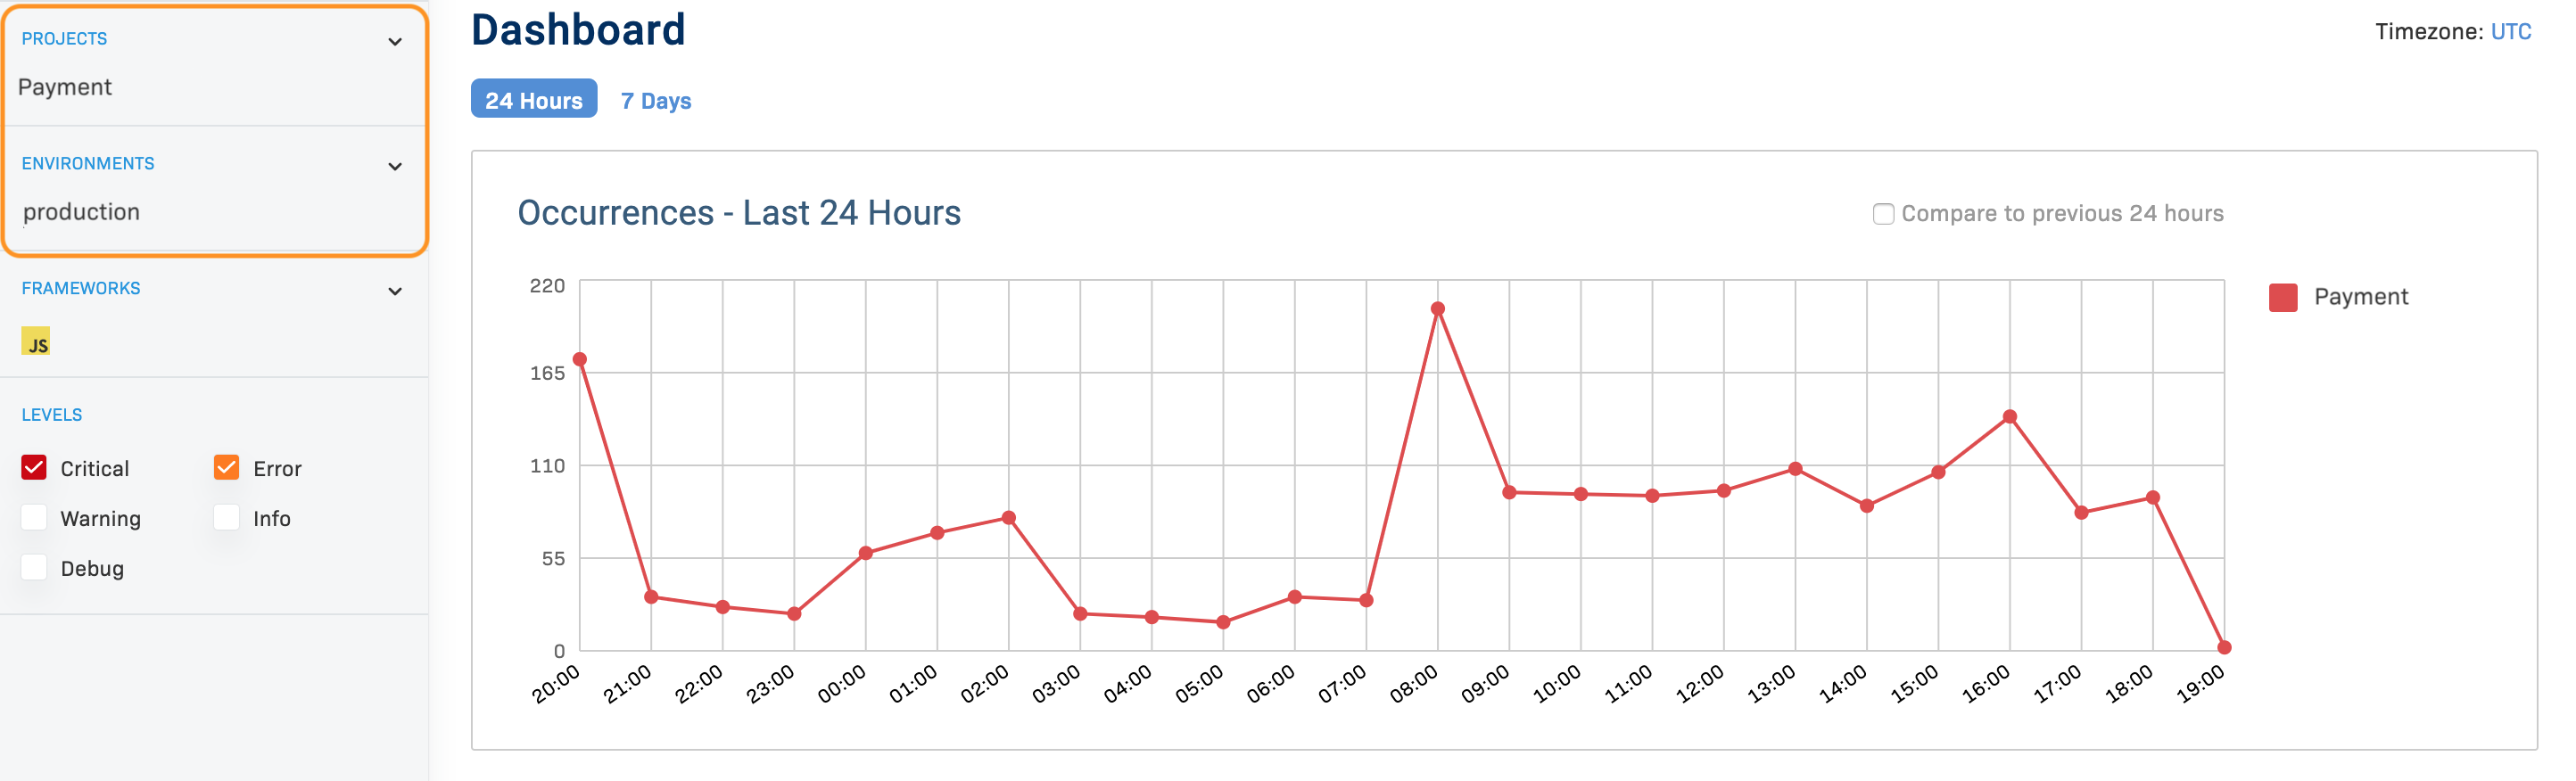 PROJECTS
Payment
ENVIRONMENTS
production
FRAMEWORKS
JS
LEVELS
Critical
Error
Warning
Info
Debug
Dashboard
Timezone: UTC
24 Hours
7 Days
Occurrences - Last 24 Hours
Compare to previous 24 hours
220
165
110
55
0
20:00
21:00
22:00
23:00
00:00
01:00
02:00
03:00
04:00
05:00
06:00
07:00
08:00
09:00
10:00
11:00
12:00
13:00
14:00
15:00
16:00
17:00
18:00
19:00
Payment